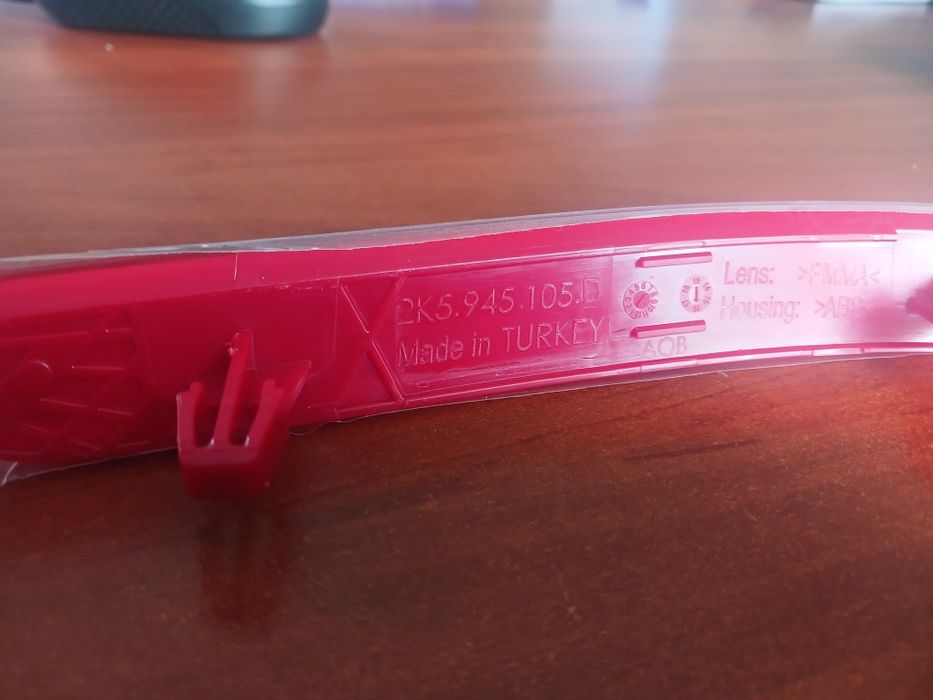 2K5.945.105.D
Made in TURKEY
AOB
Lens: >PMMA<
Housing: >ABS<